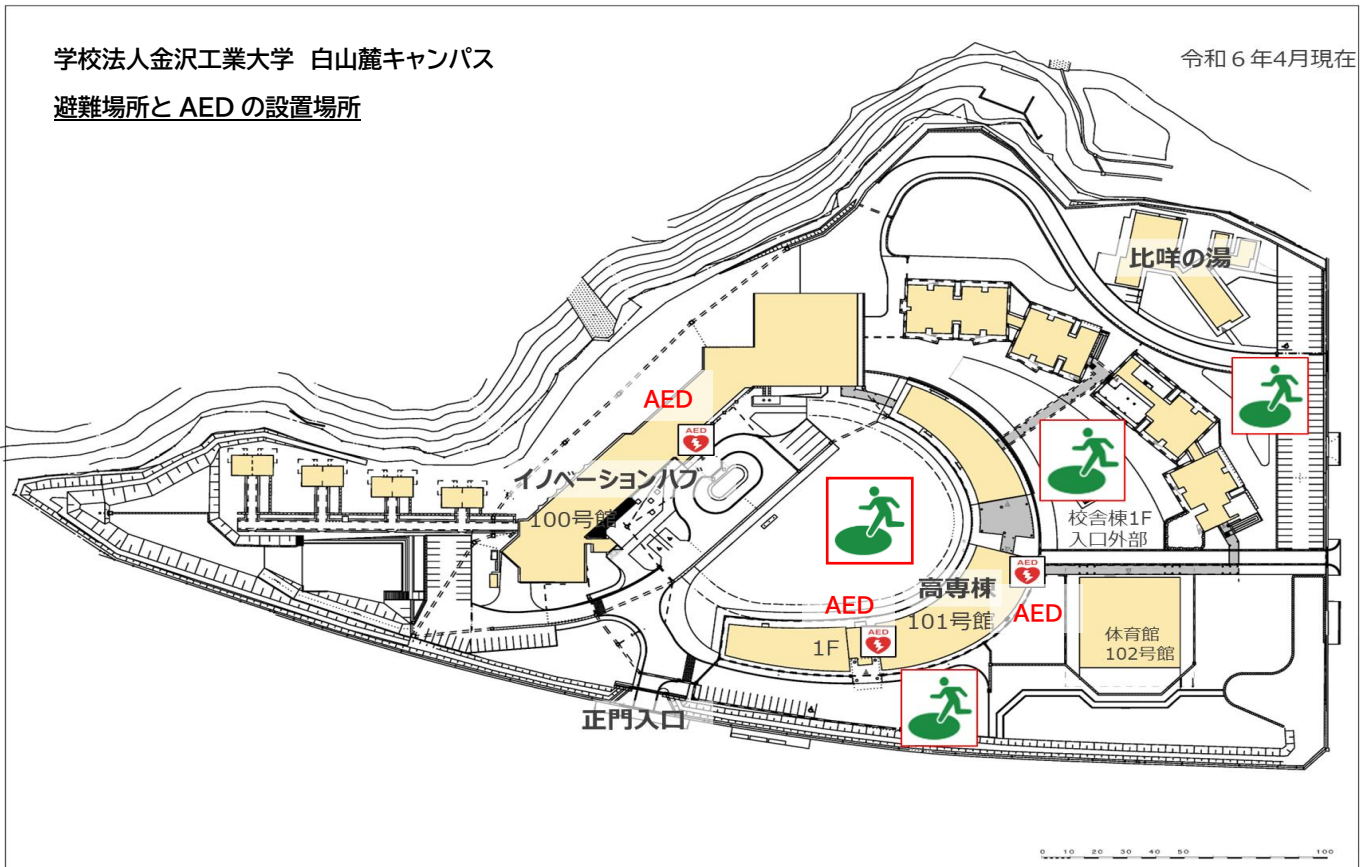 学校法人金沢工業大学 白山麓キャンパス
令和６年4月現在
避難場所と AED の設置場所
比咩の湯
AED
AED
イノベーションハブ
100号館
校舎棟1F
入口外部
AED
高専棟
AED
101号館
AED
1F
AED
体育館
102号館
正門入口
0 10 20 30 40 50 100